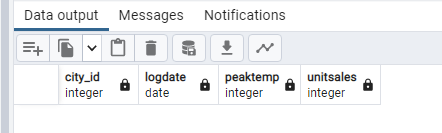 Data output Messages Notifications
city_id logdate peaktemp unitsales
integer date integer integer